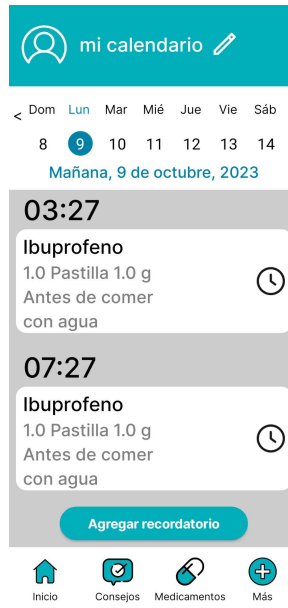 mi calendario
< Dom Lun Mar Mié Jue Vie Sáb
8 9 10 11 12 13 14
Mañana, 9 de octubre, 2023
03:27
Ibuprofeno
1.0 Pastilla 1.0 g
Antes de comer
con agua
07:27
Ibuprofeno
1.0 Pastilla 1.0 g
Antes de comer
con agua
Agregar recordatorio
Inicio Consejos Medicamentos Más